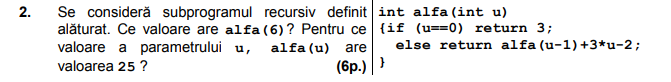 2. Se consideră subprogramul recursiv definit
alăturat. Ce valoare are alfa(6)? Pentru ce
valoare a parametrului u, alfa(u) are
valoarea 25 ? (6p.)
int alfa(int u)
{if (u==0) return 3;
else return alfa(u-1)+3*u-2;
}